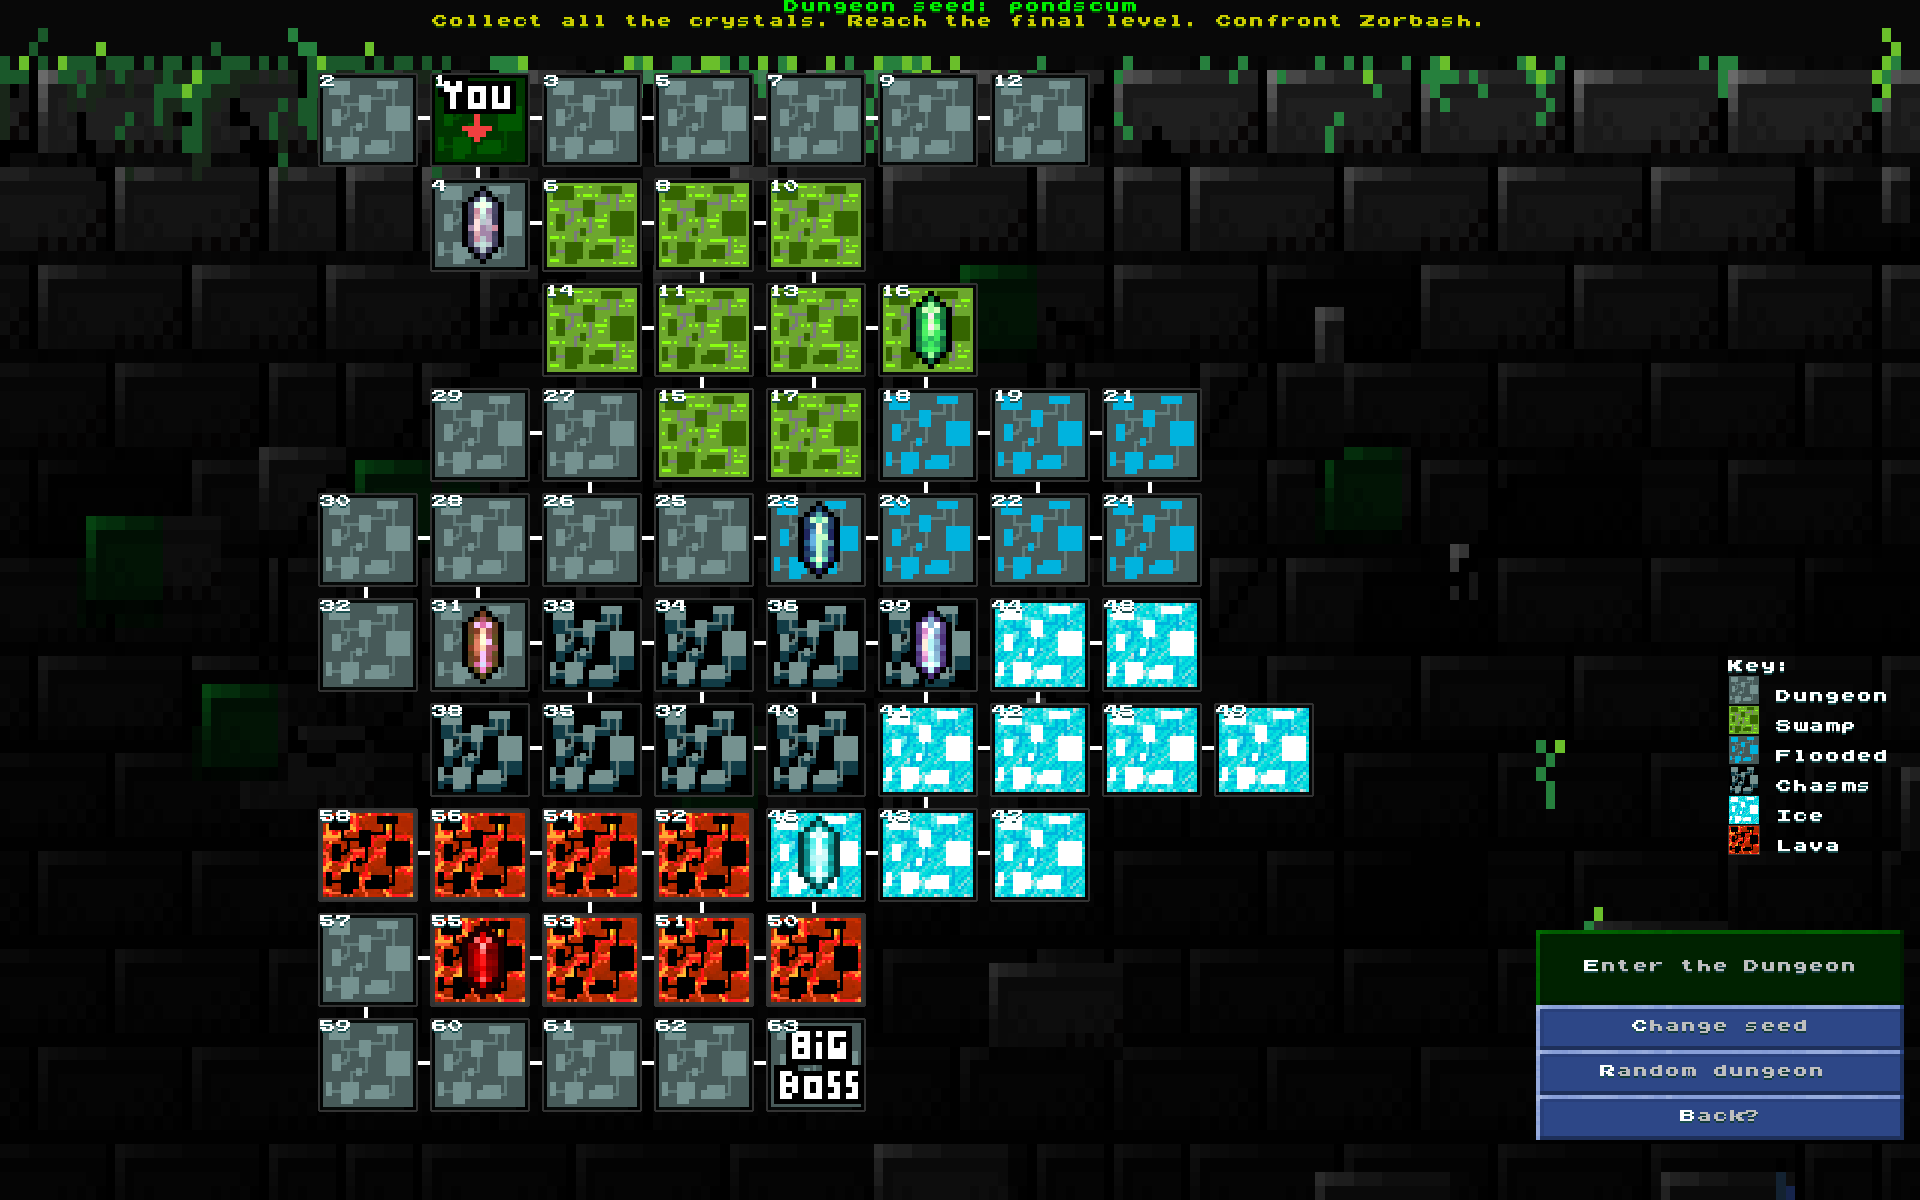 Dungeon seed: pondscum
Collect all the crystals. Reach the final level. Confront Zorbash.
2 1 You 3 5 7 9 12
4 6 8 10
14 11 13 16
29 27 15 17 18 19 21
30 28 26 25 23 20 22 24
32 31 33 34 36 39 44 48
38 35 37 40 41 42 45 49
58 56 54 52 46 43 47
57 55 53 51 50
59 60 61 62 63 BiG
BOSS
Key:
Dungeon
Swamp
Flooded
Chasms
Ice
Lava
Enter the Dungeon
Change seed
Random dungeon
Back?